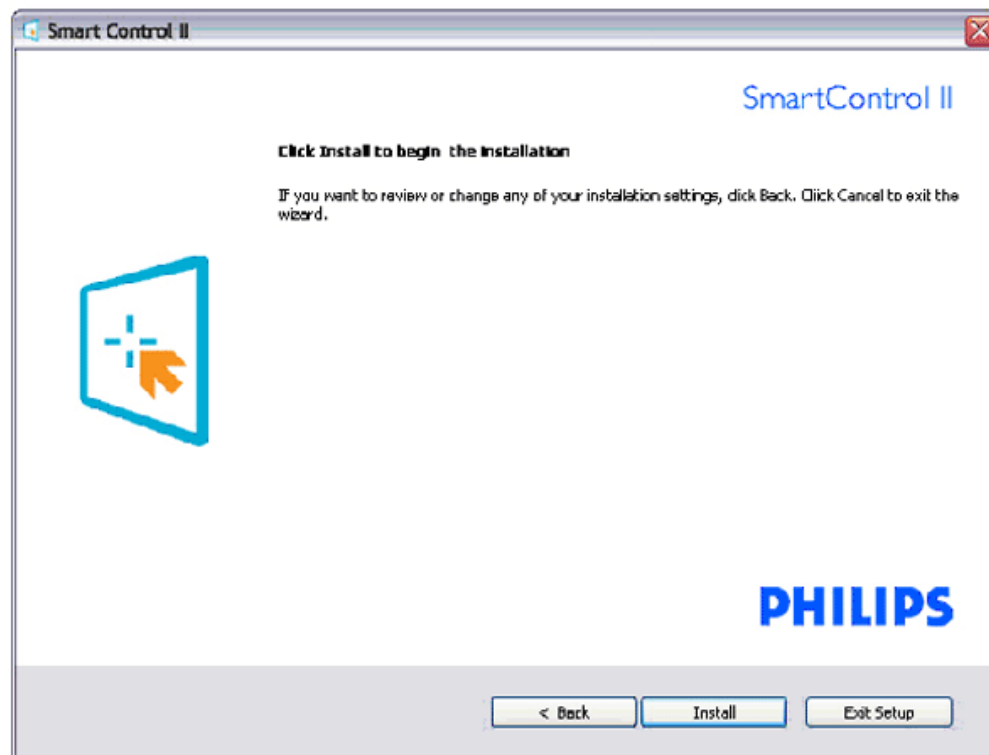 Smart Control II
SmartControl II
Click Install to begin the installation
If you want to review or change any of your installation settings, click Back. Click Cancel to exit the
wizard.
PHILIPS
< Back
Install
Exit Setup